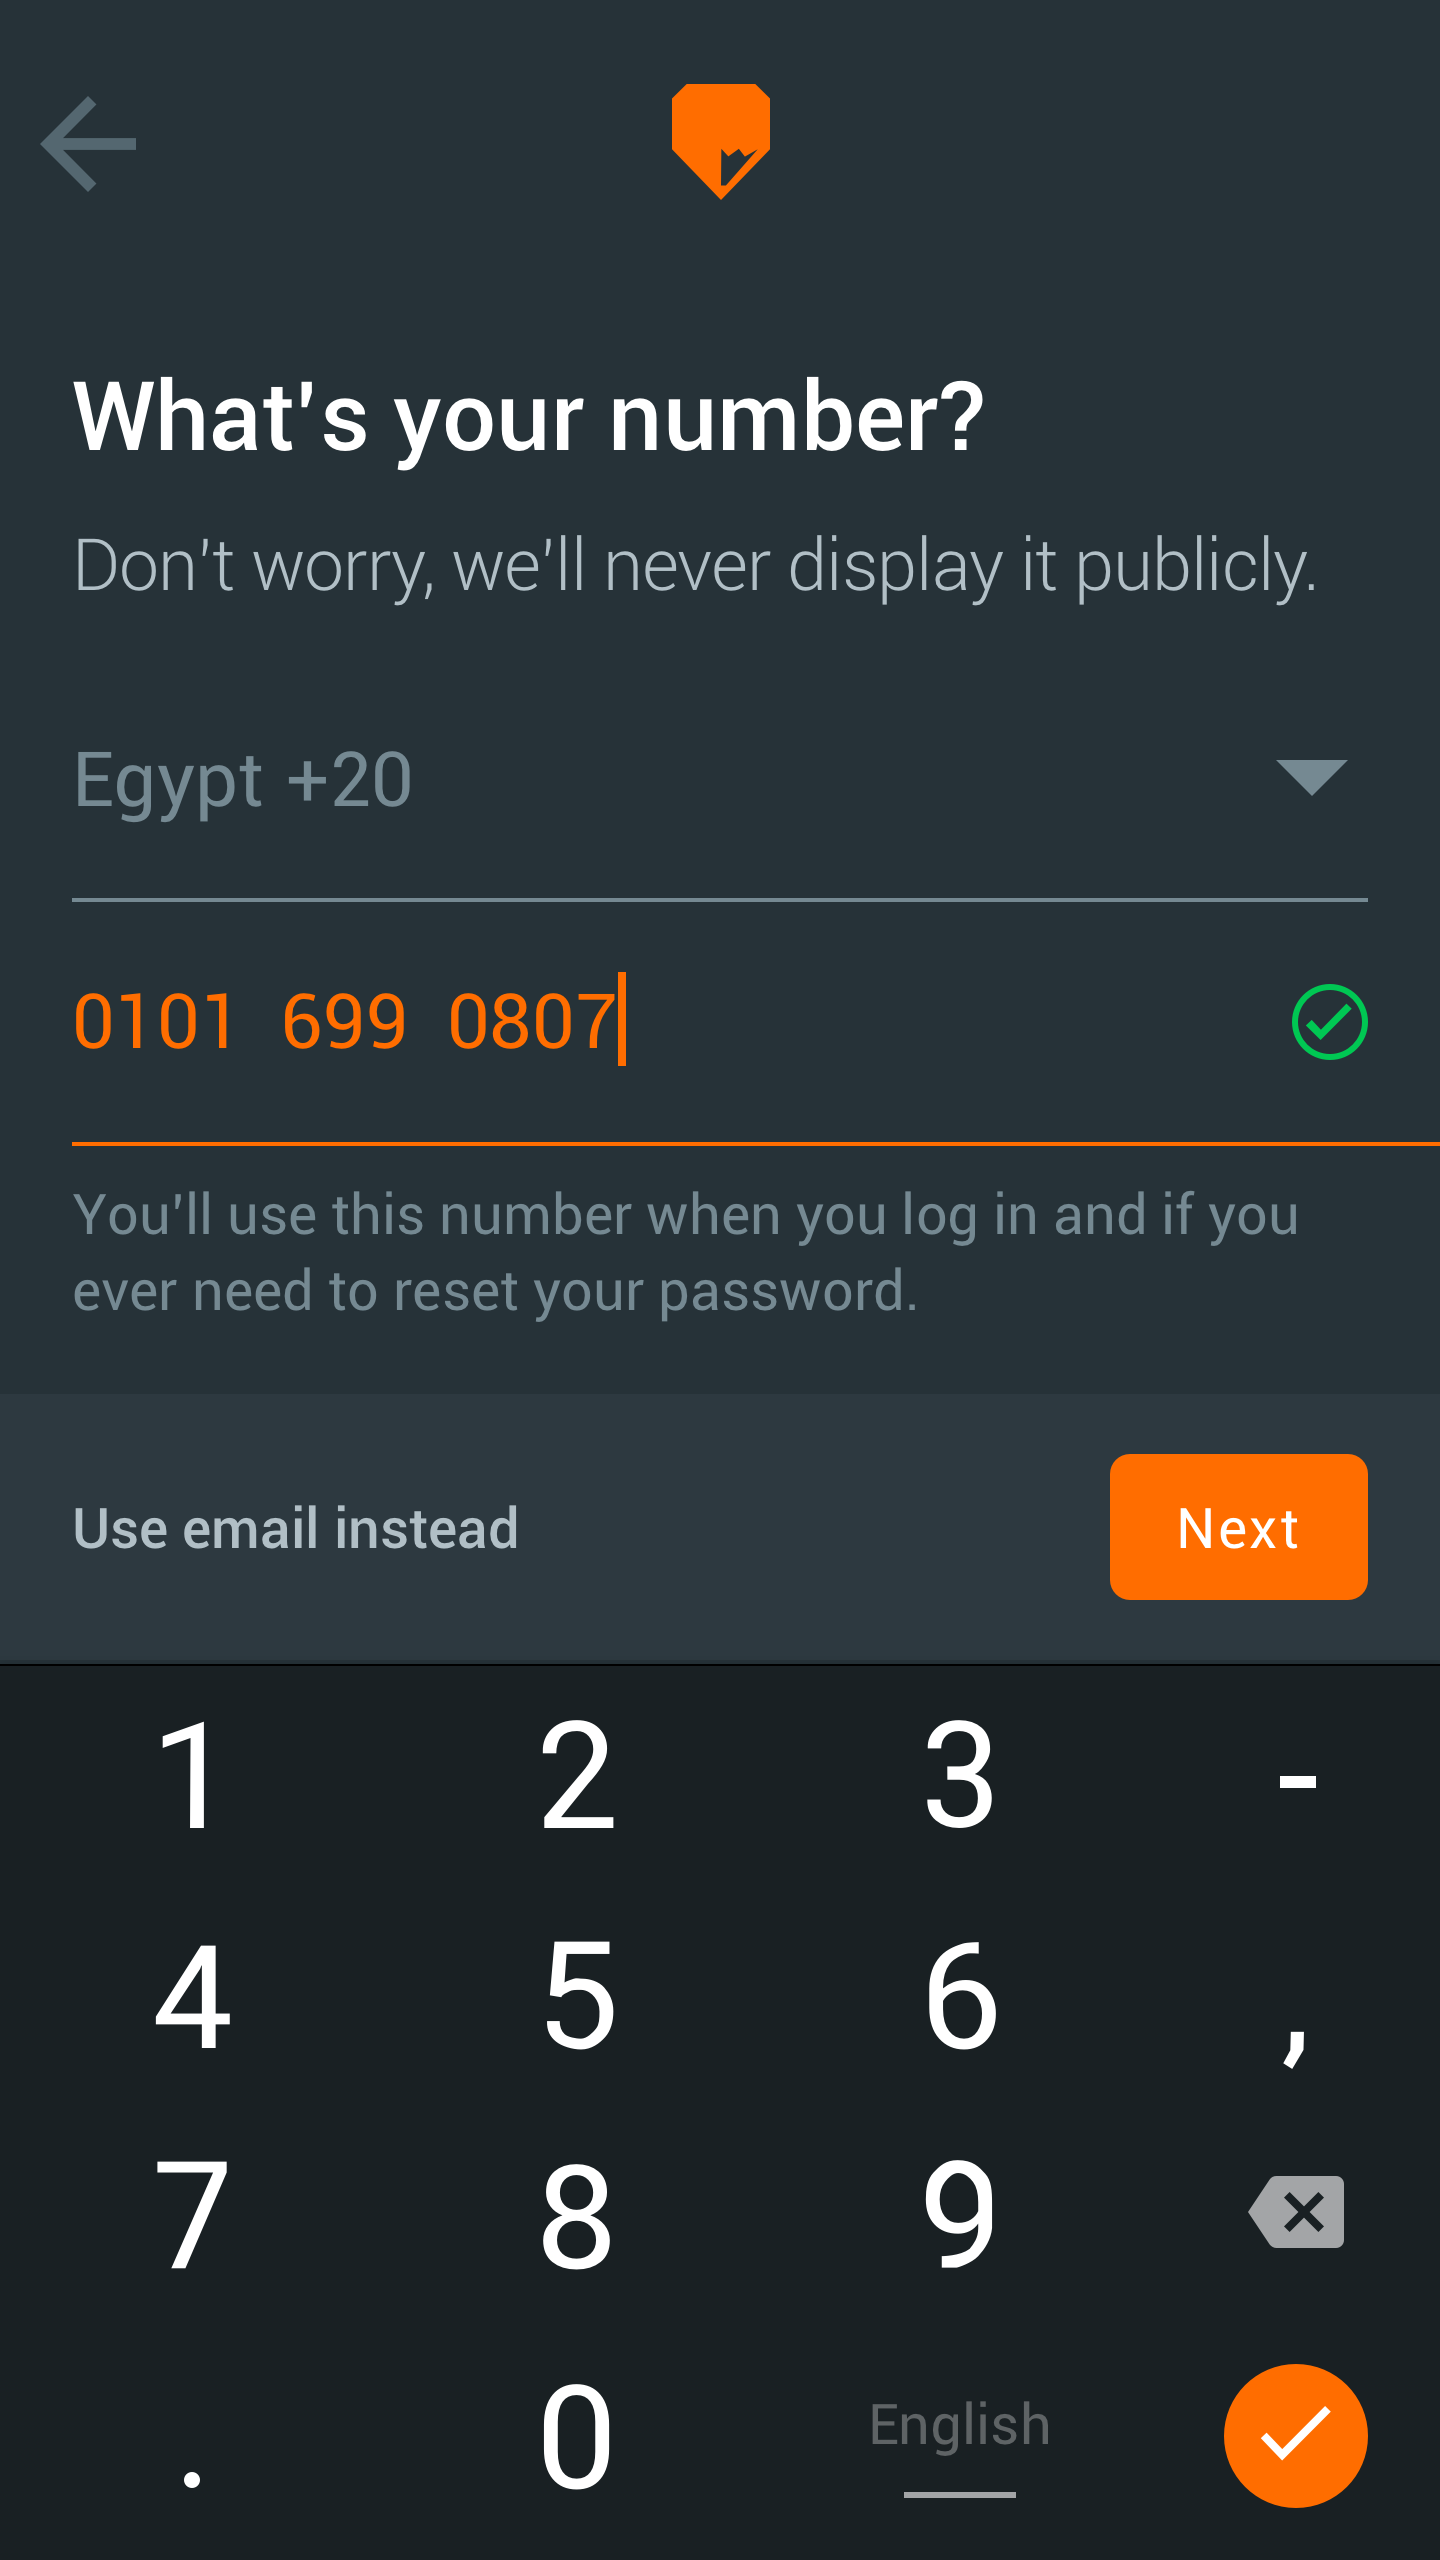 What's your number?
Don't worry, we'll never display it publicly.
Egypt +20
0101 699 0807
You'll use this number when you log in and if you
ever need to reset your password.
Use email instead
Next
1 2 3 -
4 5 6 ,
7 8 9
. 0 English